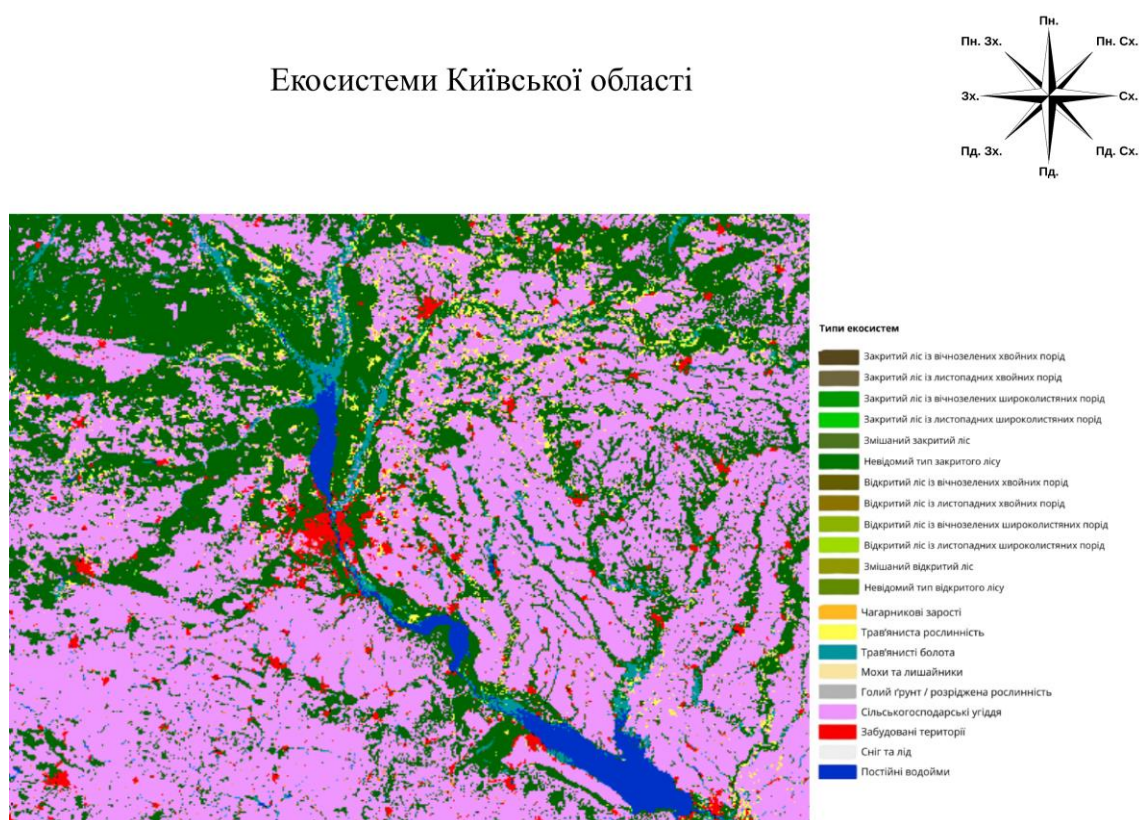 Екосистеми Київської області
Пн.
Пн. Зх.
Пн. Сх.
Зх.
Сх.
Пд. Зх.
Пд. Сх.
Пд.
Типи екосистем
Закритий ліс із вічнозелених хвойних порід
Закритий ліс із листопадних хвойних порід
Закритий ліс із вічнозелених широколистяних порід
Закритий ліс із листопадних широколистяних порід
Змішаний закритий ліс
Невідомий тип закритого лісу
Відкритий ліс із вічнозелених хвойних порід
Відкритий ліс із листопадних хвойних порід
Відкритий ліс із вічнозелених широколистяних порід
Відкритий ліс із листопадних широколистяних порід
Змішаний відкритий ліс
Невідомий тип відкритого лісу
Чагарникові зарості
Трав'яниста рослинність
Трав'янисті болота
Мохи та лишайники
Голий ґрунт / розріджена рослинність
Сільськогосподарські угіддя
Забудовані території
Сніг та лід
Постійні водойми